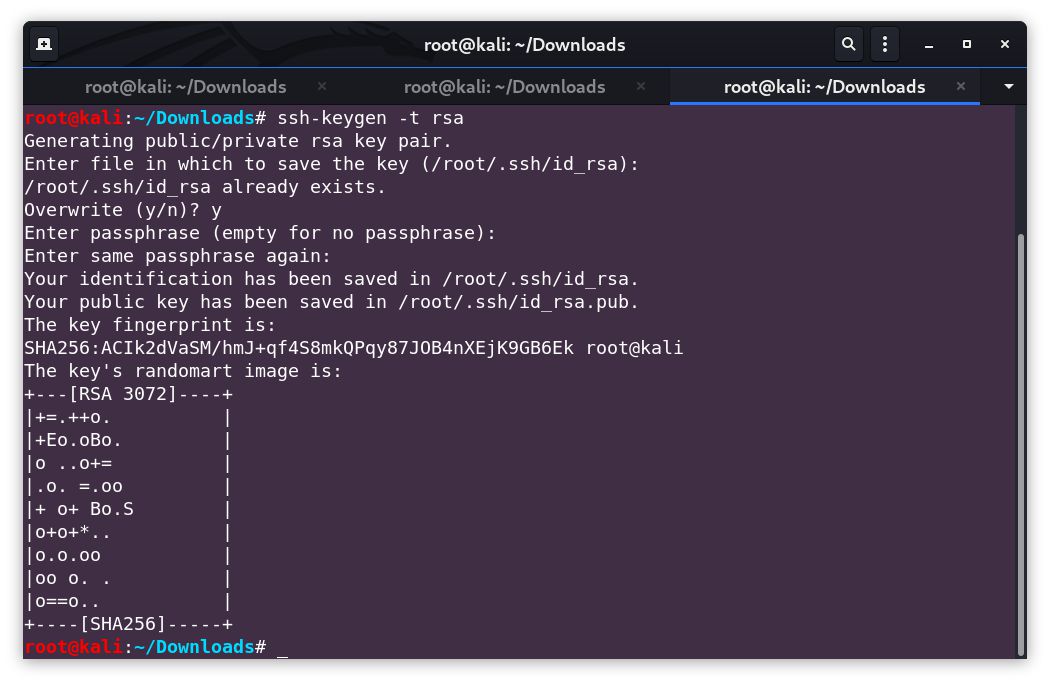 root@kali: ~/Downloads
root@kali: ~/Downloads × root@kali: ~/Downloads × root@kali: ~/Downloads ×
root@kali:~/Downloads# ssh-keygen -t rsa
Generating public/private rsa key pair.
Enter file in which to save the key (/root/.ssh/id_rsa):
/root/.ssh/id_rsa already exists.
Overwrite (y/n)? y
Enter passphrase (empty for no passphrase):
Enter same passphrase again:
Your identification has been saved in /root/.ssh/id_rsa.
Your public key has been saved in /root/.ssh/id_rsa.pub.
The key fingerprint is:
SHA256:ACIk2dVaSM/hmJ+qf4S8mkQPqy87JOB4nXEjK9GB6Ek root@kali
The key's randomart image is:
+---[RSA 3072]----+
|+=.++o.          |
|+Eo.oBo.         |
|o ..o+=          |
|.o. =.oo         |
|+ o+ Bo.S        |
|o+o+*..          |
|o.o.oo           |
|oo o. .          |
|o==o..           |
+----[SHA256]-----+
root@kali:~/Downloads# _